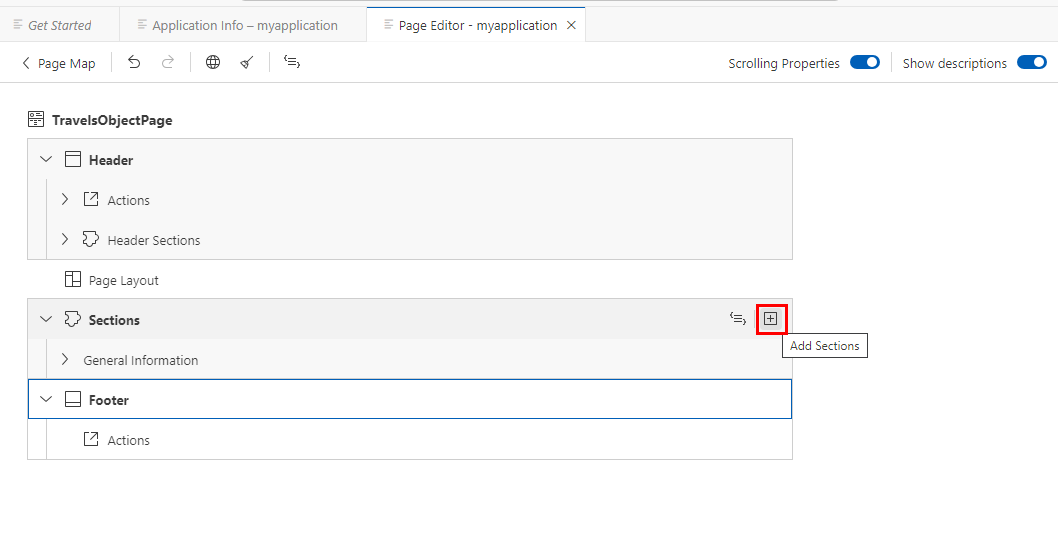 Get Started
Application Info – myapplication
Page Editor - myapplication
Page Map
Scrolling Properties
Show descriptions
TravelsObjectPage
Header
Actions
Header Sections
Page Layout
Sections
Add Sections
General Information
Footer
Actions